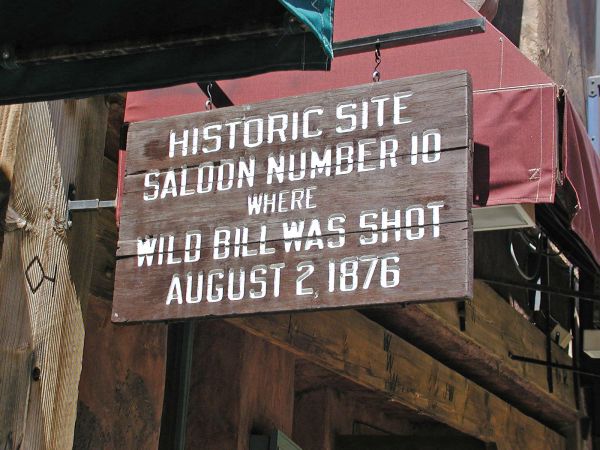 HISTORIC SITE
SALOON NUMBER 10
WHERE
WILD BILL WAS SHOT
AUGUST 2, 1876